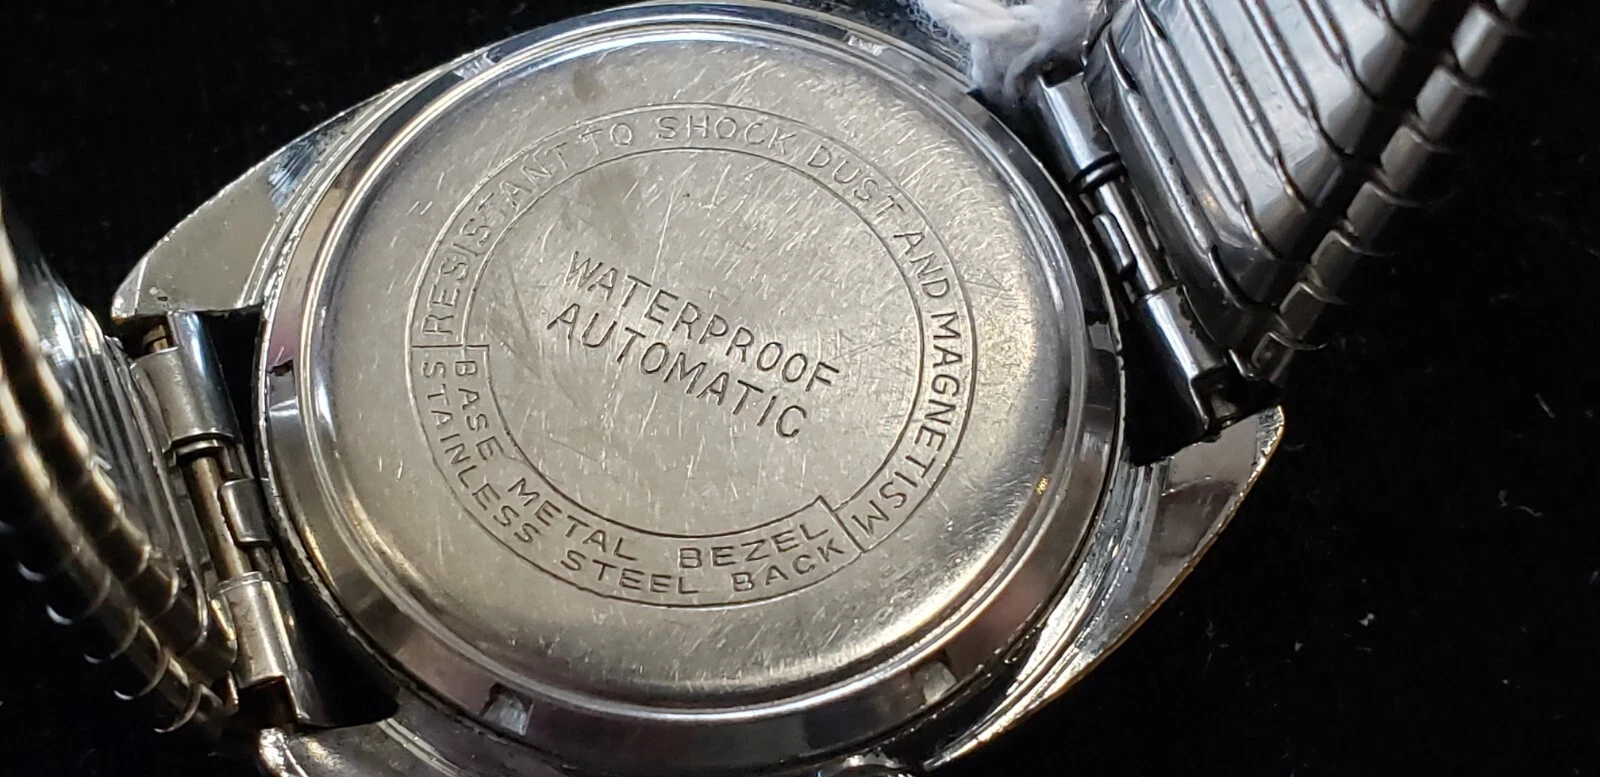 RESISTANT TO SHOCK DUST AND MAGNETISM
WATERPROOF
AUTOMATIC
BASE METAL BEZEL
STAINLESS STEEL BACK